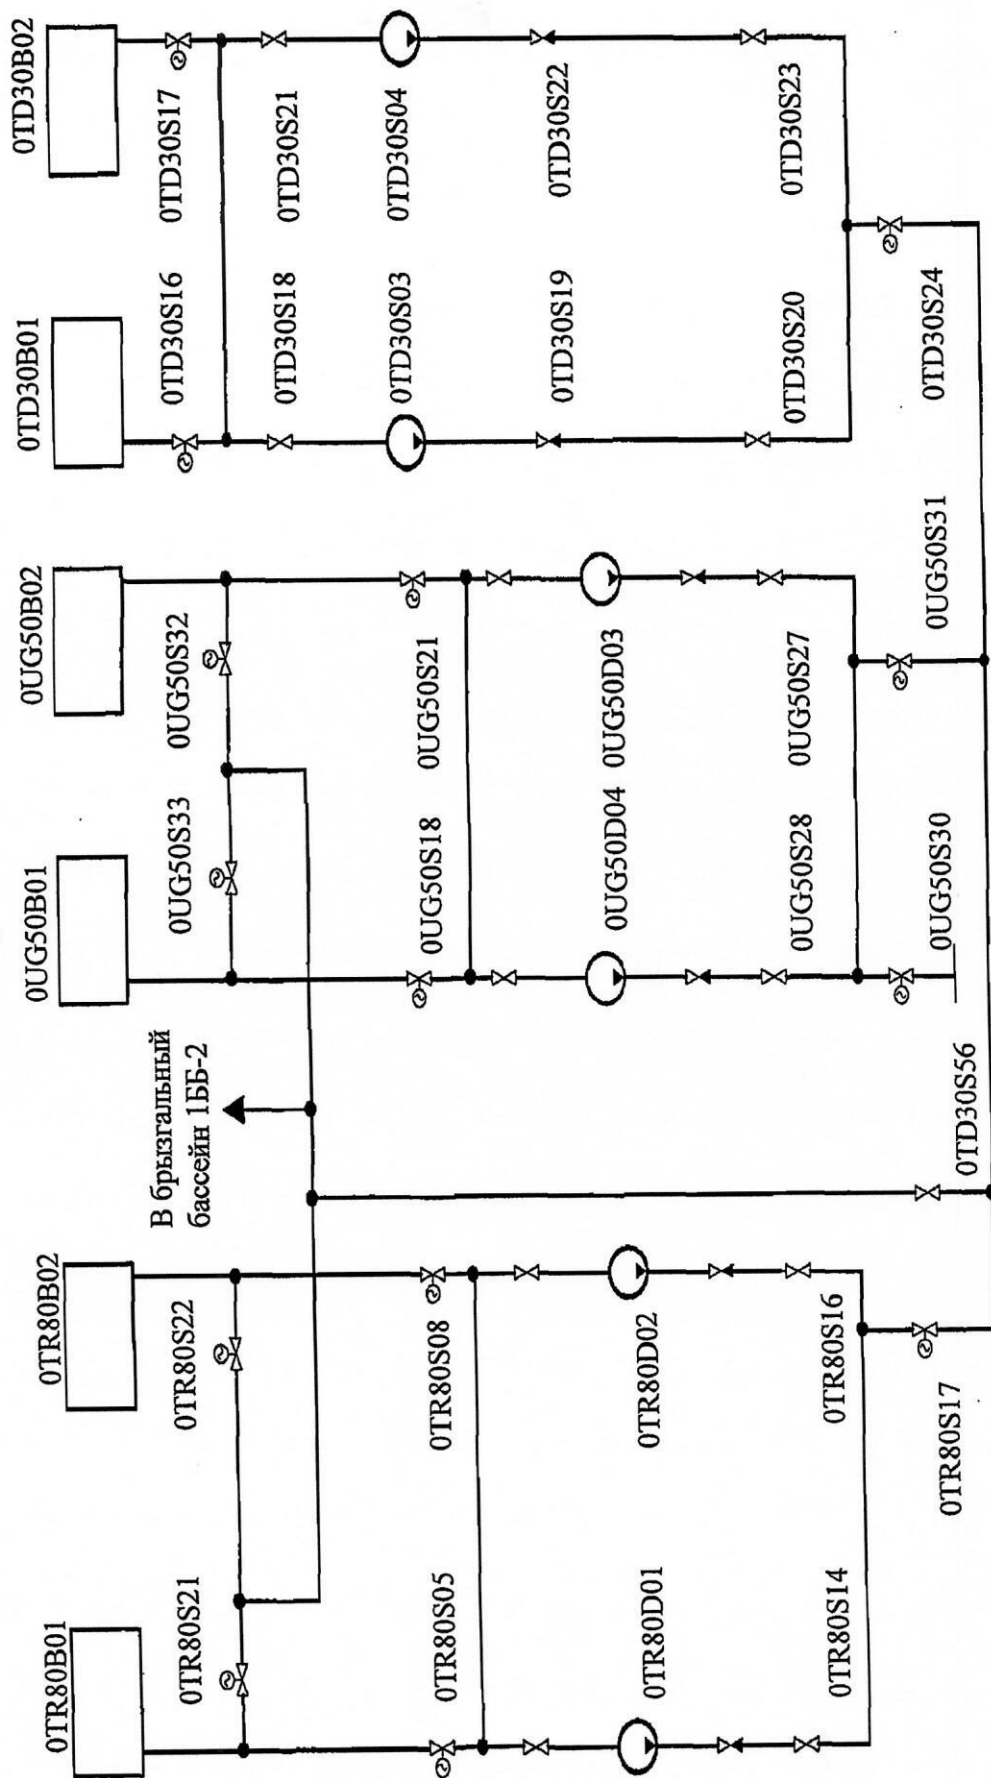 0TR80B01
0TR80B02
0UG50B01
0UG50B02
0TD30B01
0TD30B02
В брызгальный
бассейн 1ББ-2
0TR80S21
0TR80S22
0UG50S33
0UG50S32
0TD30S16
0TD30S17
0TD30S18
0TD30S21
0TR80S05
0TR80S08
0UG50S18
0UG50S21
0TD30S03
0TD30S04
0TR80D01
0TR80D02
0UG50D04
0UG50D03
0TD30S19
0TD30S22
0TR80S14
0TR80S16
0UG50S28
0UG50S27
0TD30S20
0TD30S23
0TR80S17
0TD30S56
0UG50S30
0UG50S31
0TD30S24